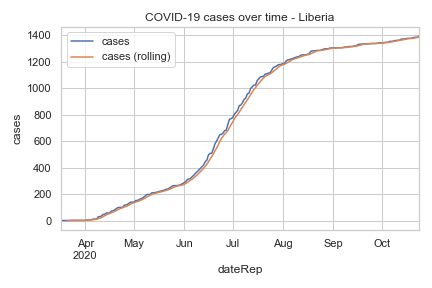 COVID-19 cases over time - Liberia
cases
cases (rolling)
1400
1200
1000
800
600
400
200
0
cases
Apr
2020
May
Jun
Jul
Aug
Sep
Oct
dateRep